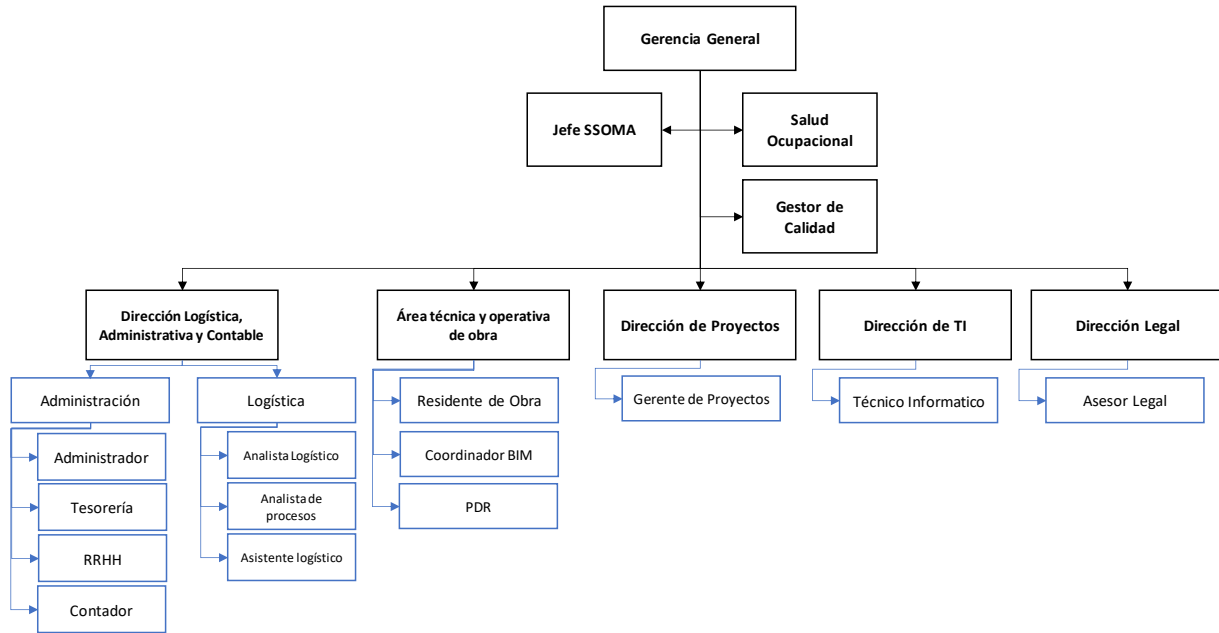 Gerencia General
Jefe SSOMA
Salud
Ocupacional
Gestor de
Calidad
Dirección Logística,
Administrativa y Contable
Área técnica y operativa
de obra
Dirección de Proyectos
Dirección de TI
Dirección Legal
Administración
Logística
Residente de Obra
Gerente de Proyectos
Técnico Informatico
Asesor Legal
Administrador
Analista Logístico
Coordinador BIM
Tesorería
Analista de
procesos
PDR
RRHH
Asistente logístico
Contador